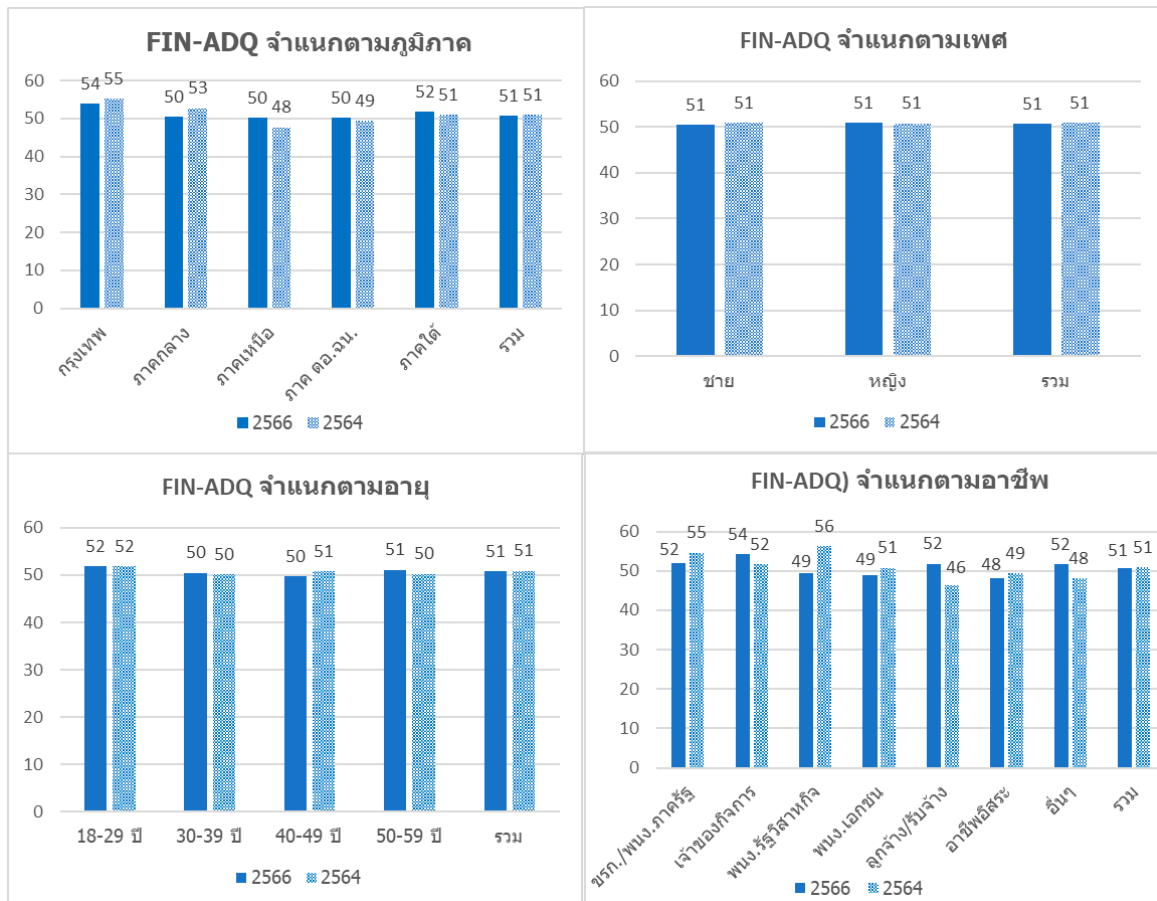 FIN-ADQ จำแนกตามภูมิภาค
60
50
40
30
20
10
0
54 55 50 53 50 48 50 49 52 51 51 51
กรุงเทพ ภาคกลาง ภาคเหนือ ภาค ตอ.ฉน. ภาคใต้ รวม
2566 2564
FIN-ADQ จำแนกตามเพศ
60
50
40
30
20
10
0
51 51 51 51 51 51
ชาย หญิง รวม
2566 2564
FIN-ADQ จำแนกตามอายุ
60
50
40
30
20
10
0
52 52 50 50 50 51 51 50 51 51
18-29 ปี 30-39 ปี 40-49 ปี 50-59 ปี รวม
2566 2564
FIN-ADQ) จำแนกตามอาชีพ
60
50
40
30
20
10
0
52 55 54 52 49 56 49 51 52 46 48 49 52 48 51 51
ขรก./พนง.ภาครัฐ เจ้าของกิจการ พนง.รัฐวิสาหกิจ พนง.เอกชน ลูกจ้าง/รับจ้าง อาชีพอิสระ อื่นๆ รวม
2566 2564